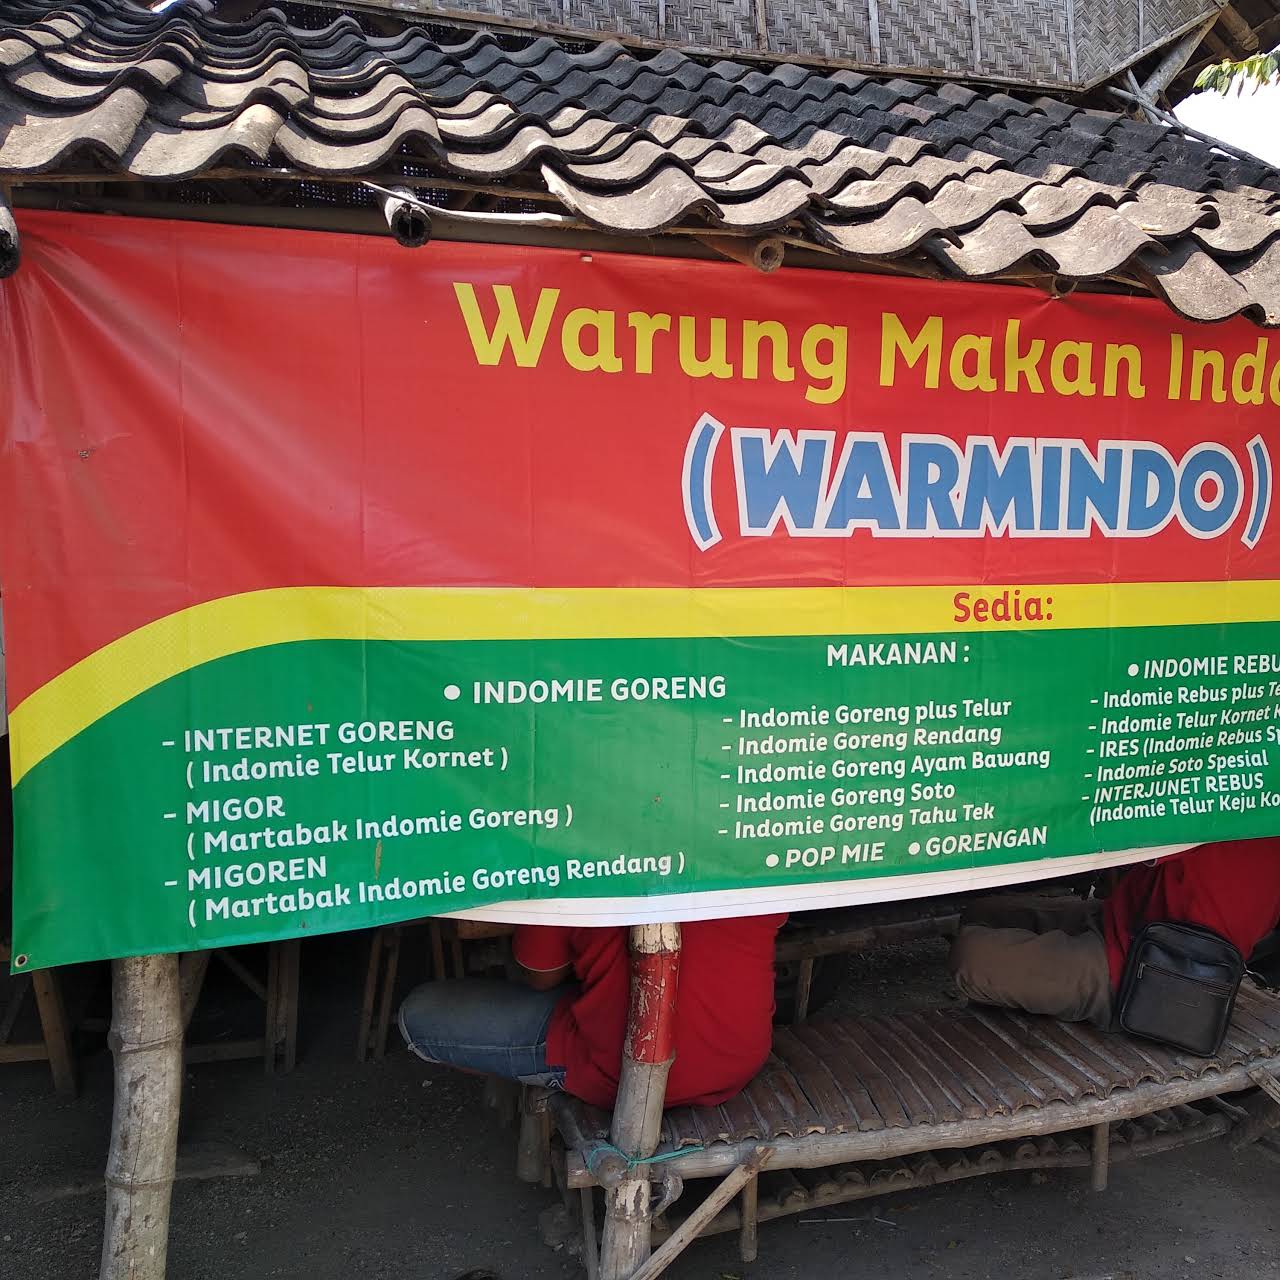 Warung Makan Indo
(WARMINDO)
Sedia:
MAKANAN :
• INDOMIE GORENG
- INTERNET GORENG
( Indomie Telur Kornet )
- MIGOR
( Martabak Indomie Goreng )
- MIGOREN
( Martabak Indomie Goreng Rendang )
- Indomie Goreng plus Telur
- Indomie Goreng Rendang
- Indomie Goreng Ayam Bawang
- Indomie Goreng Soto
- Indomie Goreng Tahu Tek
• POP MIE • GORENGAN
• INDOMIE REBU
- Indomie Rebus plus Te
- Indomie Telur Kornet K
- IRES (Indomie Rebus Sp
- Indomie Soto Spesial
- INTERJUNET REBUS
(Indomie Telur Keju Ko